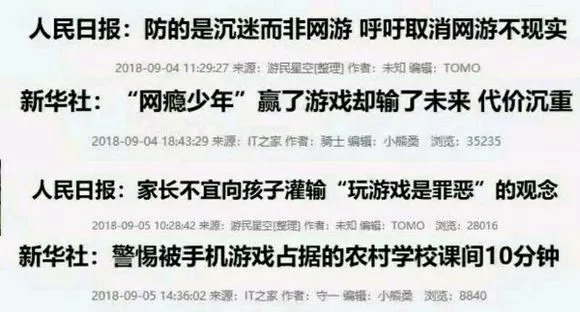 人民日报：防的是沉迷而非网游 呼吁取消网游不现实
2018-09-04 11:29:27 来源：游民星空[整理] 作者：未知 编辑：TOMO
新华社：“网瘾少年”赢了游戏却输了未来 代价沉重
2018-09-04 18:43:29 来源：IT之家 作者：骑士 编辑：小熊桑 浏览：35235
人民日报：家长不宜向孩子灌输“玩游戏是罪恶”的观念
2018-09-05 10:28:42 来源：游民星空[整理] 作者：未知 编辑：TOMO 浏览：28016
新华社：警惕被手机游戏占据的农村学校课间10分钟
2018-09-05 14:36:02 来源：IT之家 作者：守一 编辑：小熊桑 浏览：8840